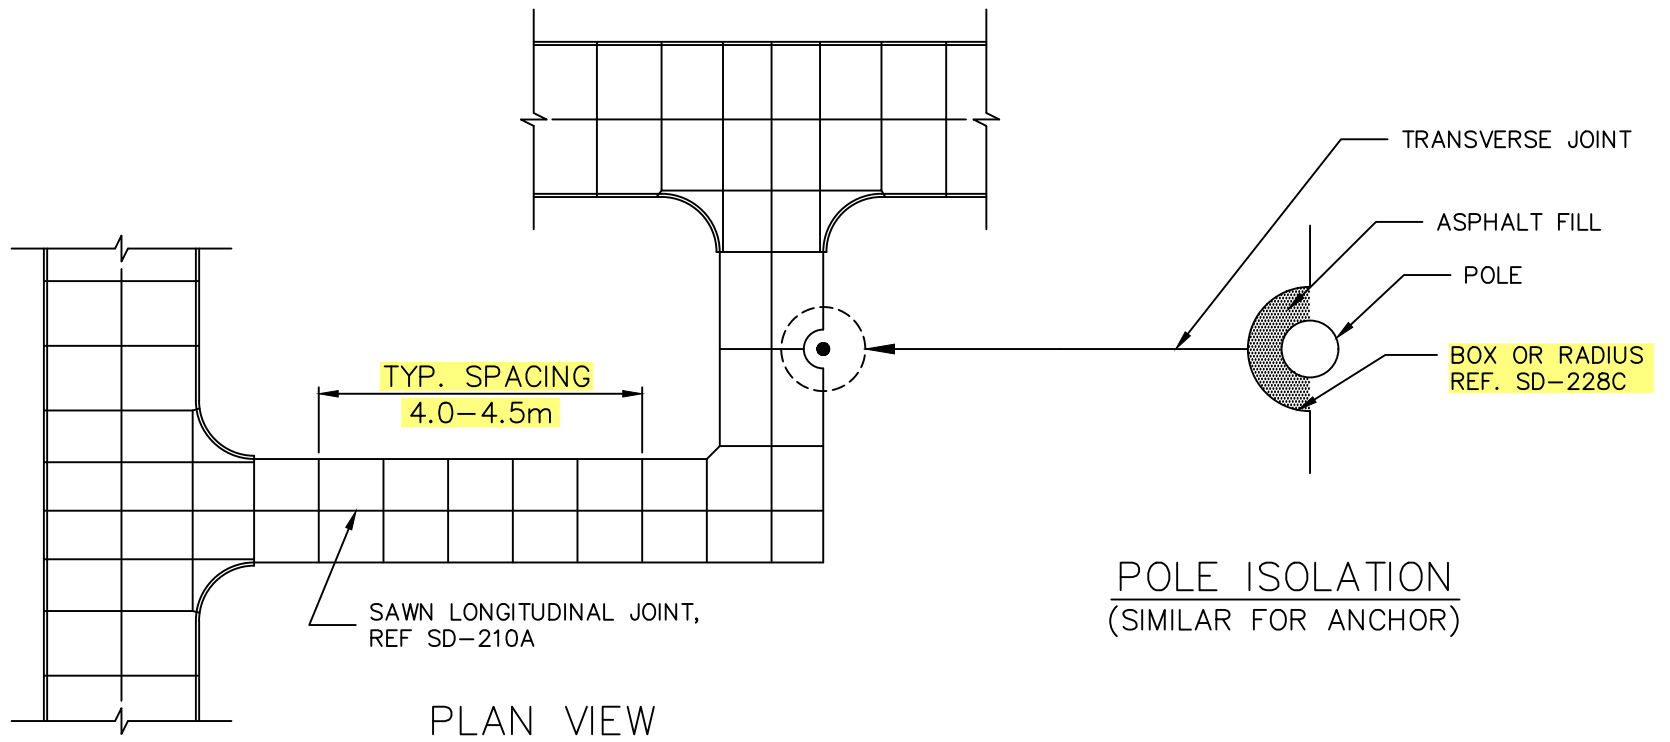 TRANSVERSE JOINT
ASPHALT FILL
POLE
BOX OR RADIUS
REF. SD-228C
TYP. SPACING
4.0-4.5m
SAWN LONGITUDINAL JOINT,
REF SD-210A
POLE ISOLATION
(SIMILAR FOR ANCHOR)
PLAN VIEW